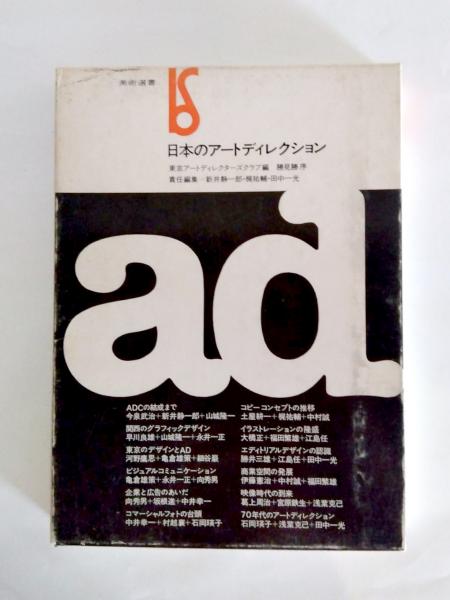 美術選書
日本のアートディレクション
東京アートディレクターズクラブ編 勝見勝・序
責任編集―新井静一郎・梶祐輔・田中一光
ad
ADCの結成まで
今泉武治+新井静一郎+山城隆一
関西のグラフィックデザイン
早川良雄+山城隆一+永井一正
東京のデザインとAD
河野鷹思+亀倉雄策+細谷巖
ビジュアルコミュニケーション
亀倉雄策+永井一正+向秀男
企業と広告のあいだ
向秀男+坂根進+中井幸一
コマーシャルフォトの台頭
中井幸一+村越襄+石岡瑛子
コピーコンセプトの推移
土屋耕一+梶祐輔+中村誠
イラストレーションの隆盛
大橋正+福田繁雄+江島任
エディトリアルデザインの認識
勝井三雄+江島任+田中一光
商業空間の発展
伊藤憲治+中村誠+福田繁雄
映像時代の到来
葛上周治+宮原鉄生+浅葉克己
70年代のアートディレクション
石岡瑛子+浅葉克己+田中一光